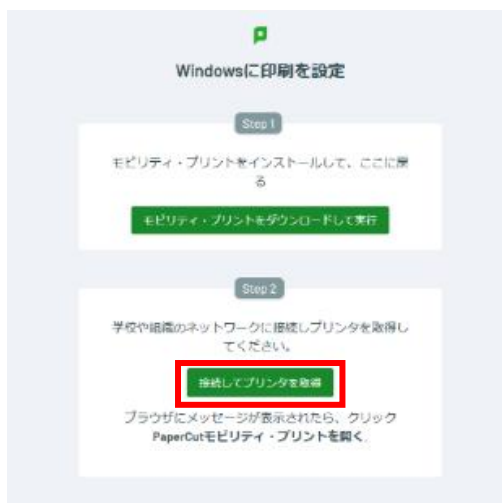 Windowsに印刷を設定
Step 1
モビリティ・プリントをインストールして、ここに戻
る
モビリティ・プリントをダウンロードして実行
Step 2
学校や組織のネットワークに接続しプリンタを取得し
てください。
接続してプリンタを取得
ブラウザにメッセージが表示されたら、クリック
PaperCutモビリティ・プリントを開く.